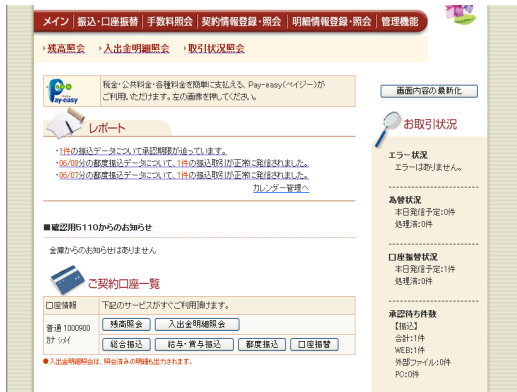 メイン 振込・口座振替 手数料照会 契約情報登録・照会 明細情報登録・照会 管理機能
残高照会 入出金明細照会 取引状況照会
Pay-easy
税金・公共料金・各種料金を簡単に支払える、Pay-easy(ペイジー)が
ご利用いただけます。左の画像を押してください。
レポート
・1件の振込データについて承認期限が迫っています。
・06/08分の都度振込データについて、1件の振込取引が正常に発信されました。
・06/07分の都度振込データについて、1件の振込取引が正常に発信されました。
カレンダー管理へ
■確認用5110からのお知らせ
金庫からのお知らせはありません
ご契約口座一覧
口座情報 下記のサービスがすぐご利用頂けます。
普通 1000900
カナ シメイ
残高照会 入出金明細照会
総合振込 給与・賞与振込 都度振込 口座振替
●入出金明細照会は、照会済みの明細も出力されます。
画面内容の最新化
お取引状況
エラー状況
エラーはありません。
為替状況
本日発信予定:0件
処理済:0件
口座振替状況
本日発信予定:1件
処理済:0件
承認待ち件数
【振込】
合計:1件
WEB:1件
外部ファイル:0件
PC:0件